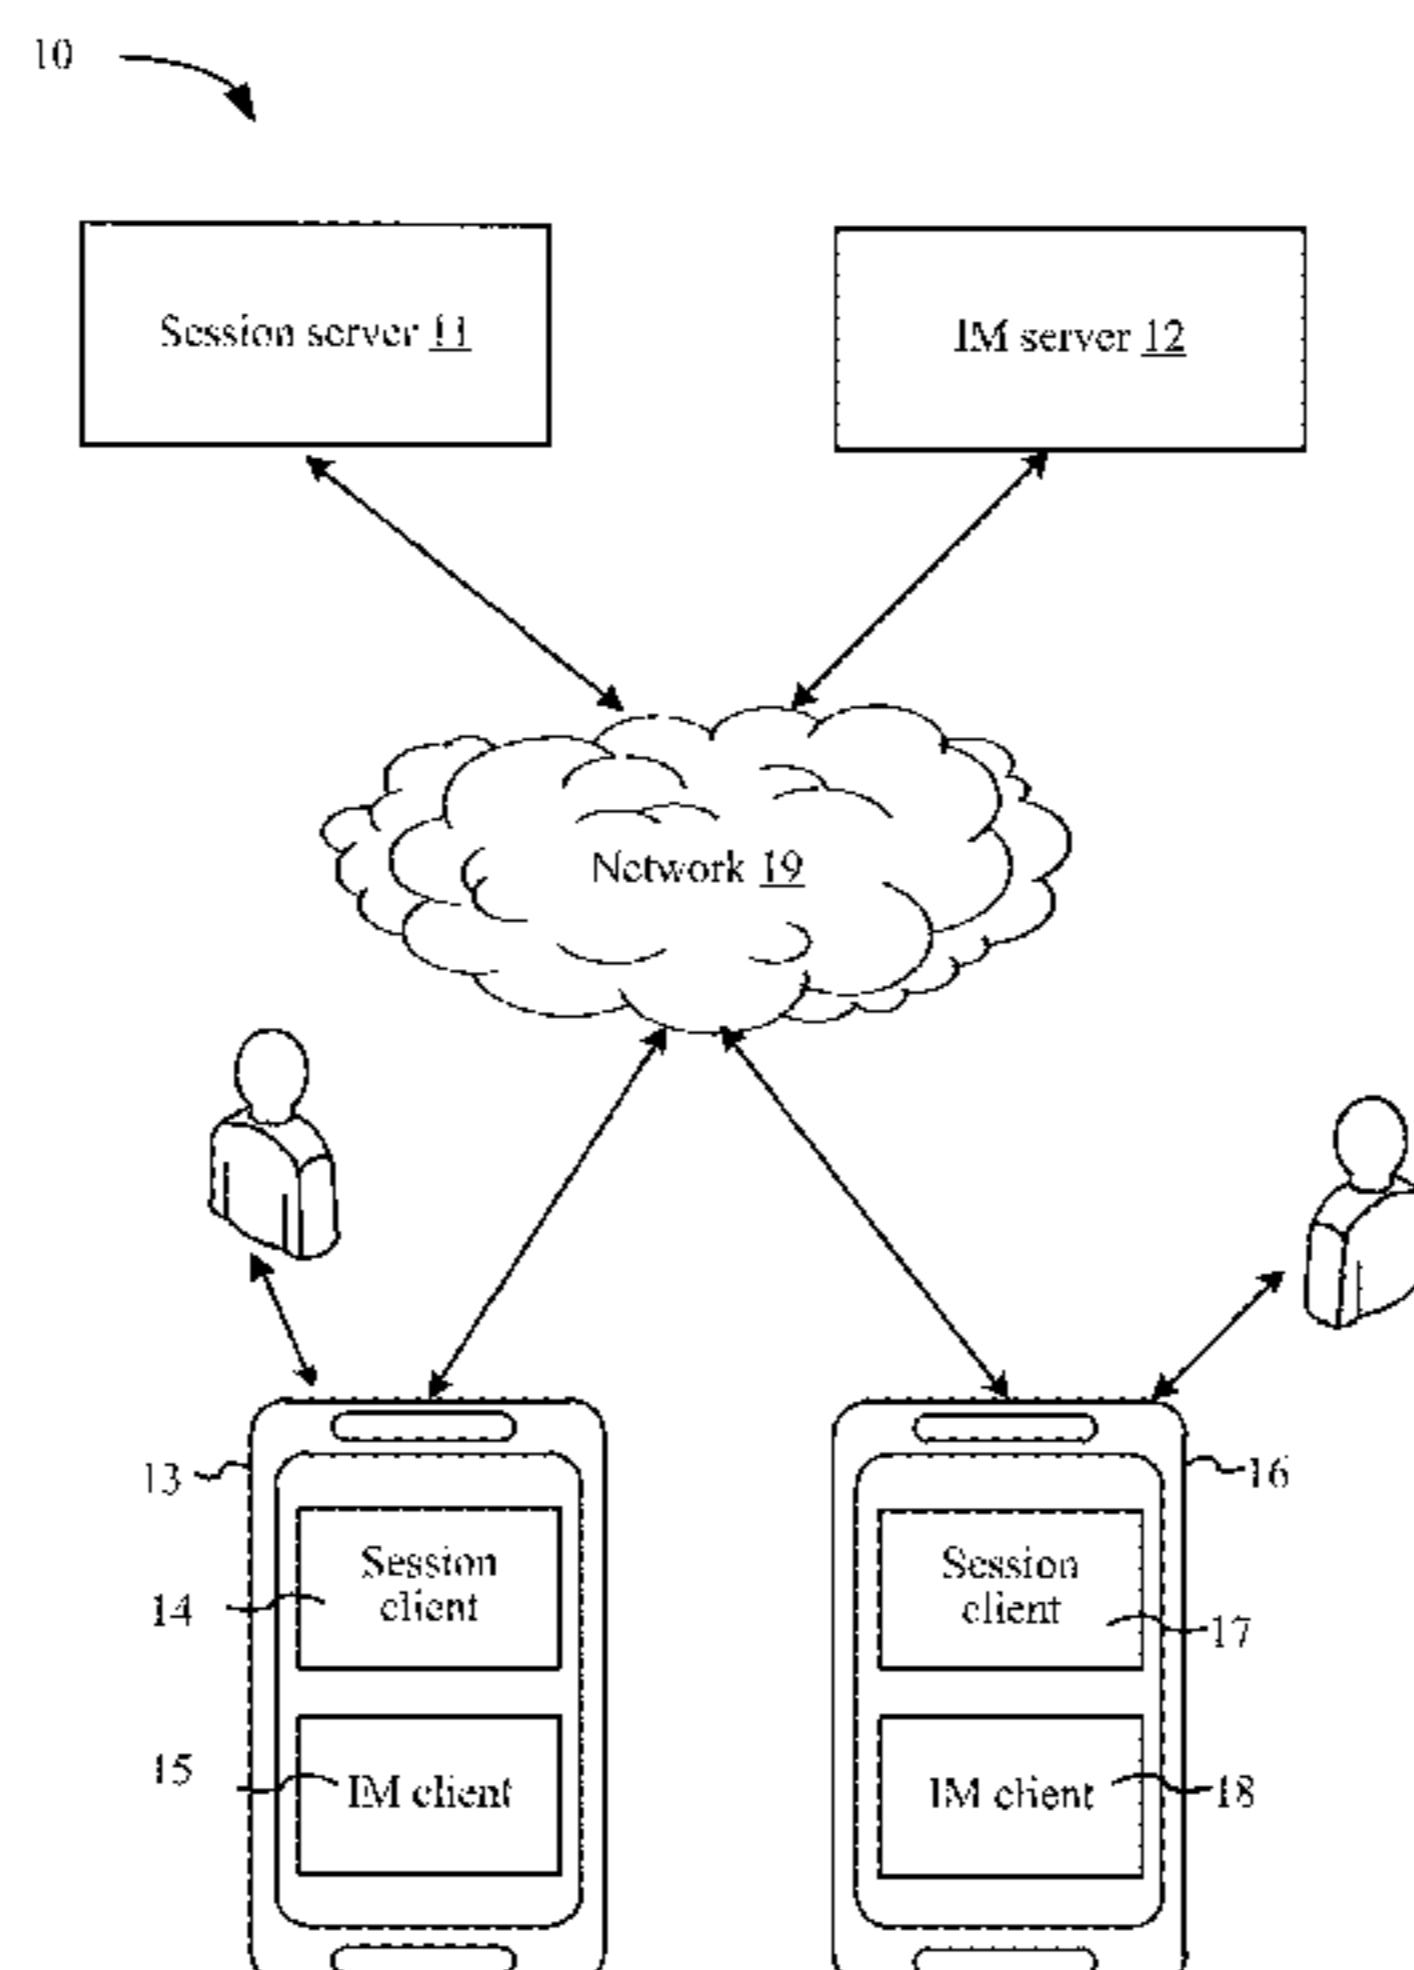 10
Session server 11
IM server 12
Network 19
13
16
Session
client
14
Session
client
17
15
IM client
IM client
18